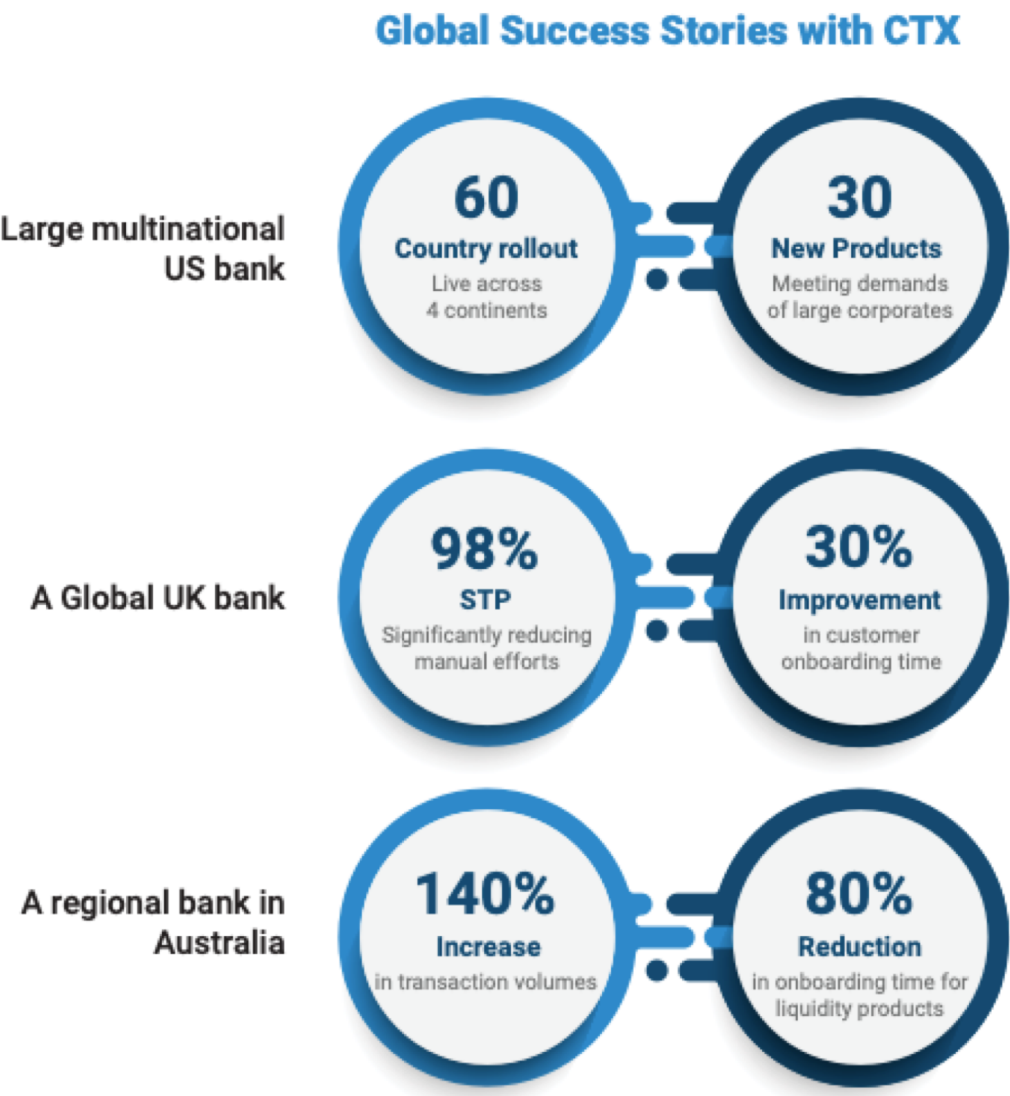 Global Success Stories with CTX
Large multinational
US bank
60
Country rollout
Live across
4 continents
30
New Products
Meeting demands
of large corporates
A Global UK bank
98%
STP
Significantly reducing
manual efforts
30%
Improvement
in customer
onboarding time
A regional bank in
Australia
140%
Increase
in transaction volumes
80%
Reduction
in onboarding time for
liquidity products